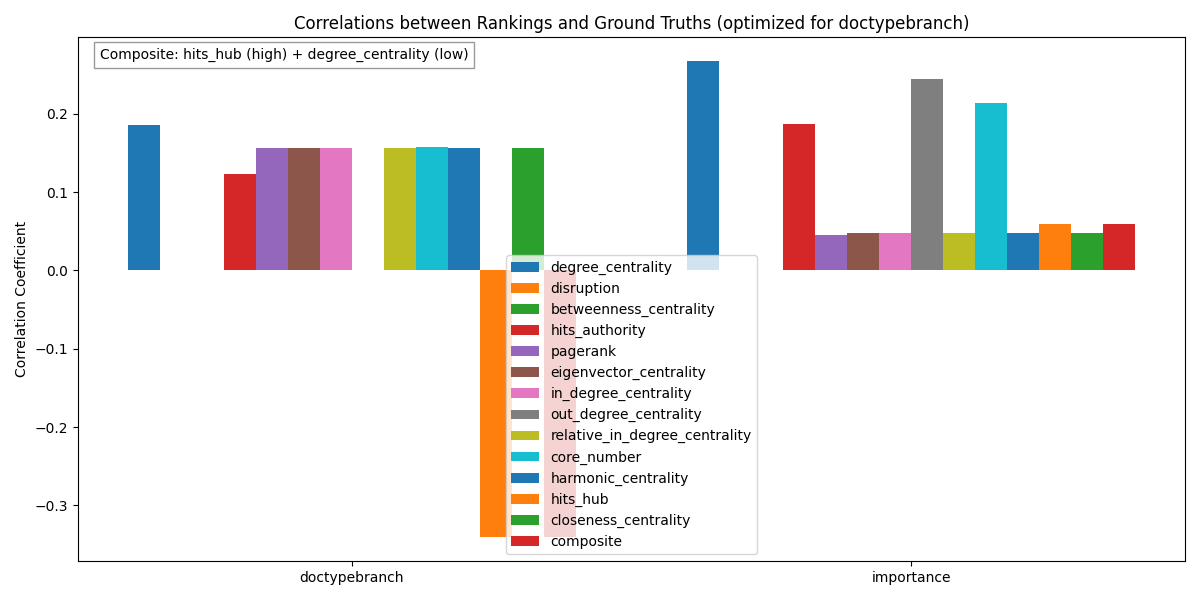 Correlations between Rankings and Ground Truths (optimized for doctypebranch)
Composite: hits_hub (high) + degree_centrality (low)
Correlation Coefficient
0.2
0.1
0.0
−0.1
−0.2
−0.3
degree_centrality
disruption
betweenness_centrality
hits_authority
pagerank
eigenvector_centrality
in_degree_centrality
out_degree_centrality
relative_in_degree_centrality
core_number
harmonic_centrality
hits_hub
closeness_centrality
composite
doctypebranch
importance